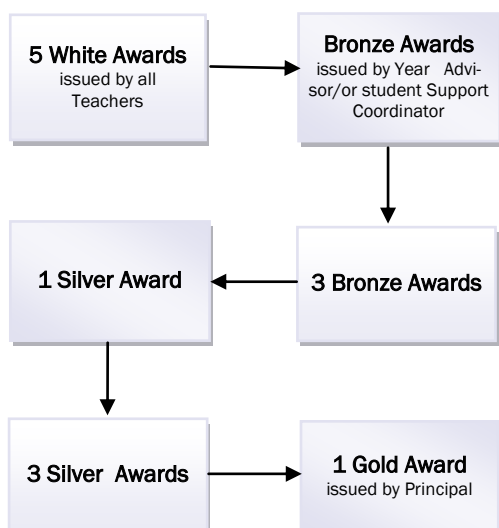 5 White Awards
issued by all
Teachers
Bronze Awards
issued by Year Advi-
sor/or student Support
Coordinator
3 Bronze Awards
1 Silver Award
3 Silver Awards
1 Gold Award
issued by Principal